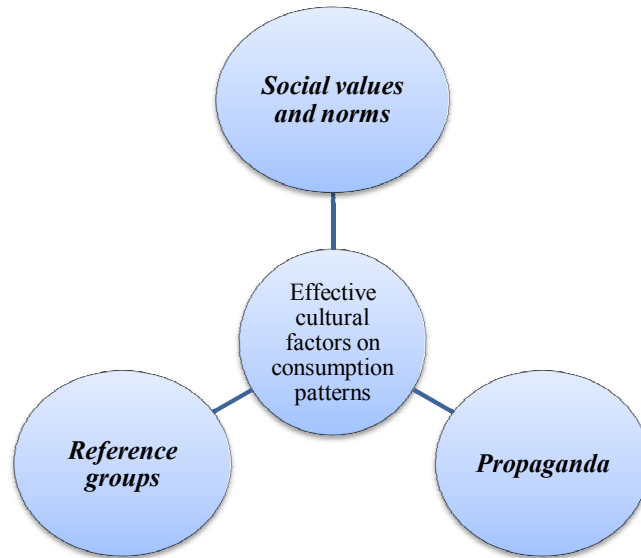 Social values
and norms
Effective
cultural
factors on
consumption
patterns
Reference
groups
Propaganda